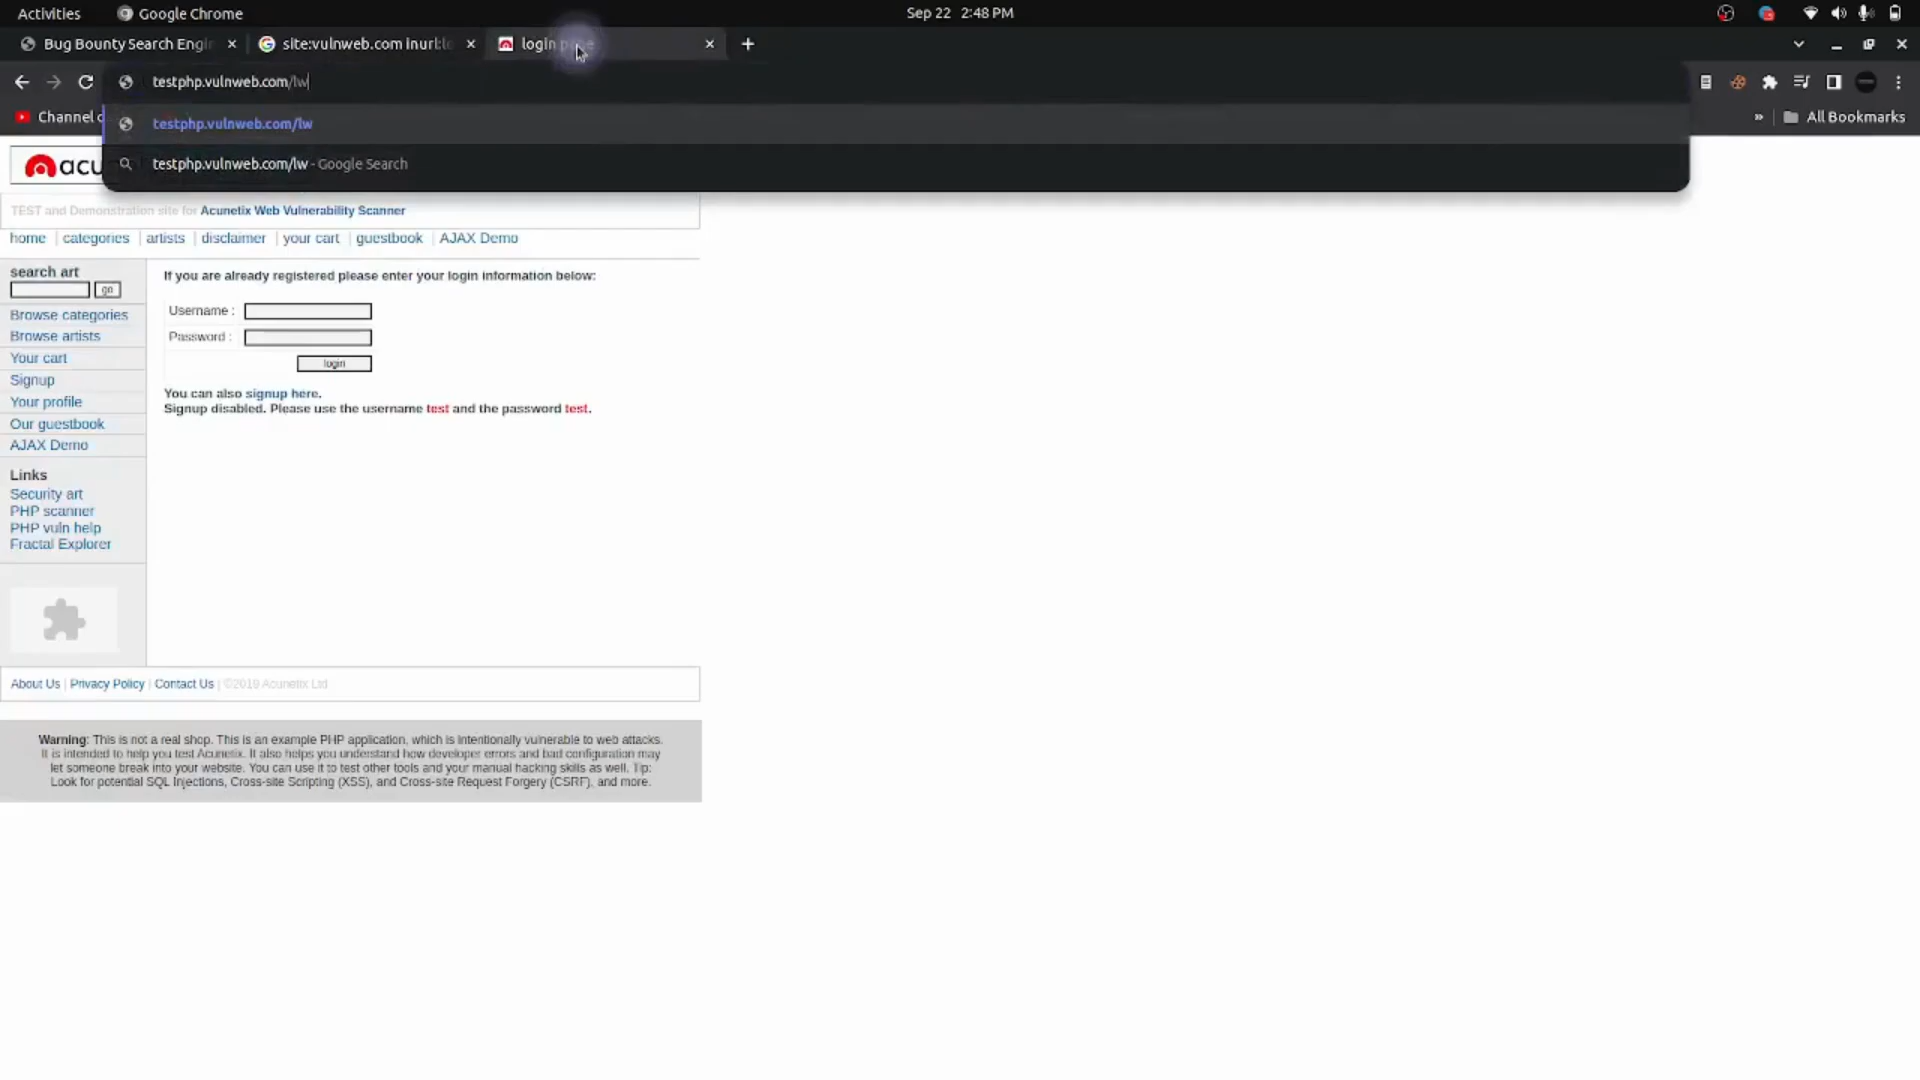 Activities Google Chrome Sep 22 2:48 PM
Bug Bounty Search Engi site:vulnweb.com inurl:lo login
testphp.vulnweb.com/lw
Channel All Bookmarks
testphp.vulnweb.com/lw
testphp.vulnweb.com/lw - Google Search
acu
TEST and Demonstration site for Acunetix Web Vulnerability Scanner
home categories artists disclaimer your cart guestbook AJAX Demo
search art
go
Browse categories
Browse artists
Your cart
Signup
Your profile
Our guestbook
AJAX Demo
Links
Security art
PHP scanner
PHP vuln help
Fractal Explorer
If you are already registered please enter your login information below:
Username :
Password :
login
You can also signup here.
Signup disabled. Please use the username test and the password test.
About Us | Privacy Policy | Contact Us | ©2019 Acunetix Ltd
Warning: This is not a real shop. This is an example PHP application, which is intentionally vulnerable to web attacks.
It is intended to help you test Acunetix. It also helps you understand how developer errors and bad configuration may
let someone break into your website. You can use it to test other tools and your manual hacking skills as well. Tip:
Look for potential SQL Injections, Cross-site Scripting (XSS), and Cross-site Request Forgery (CSRF), and more.